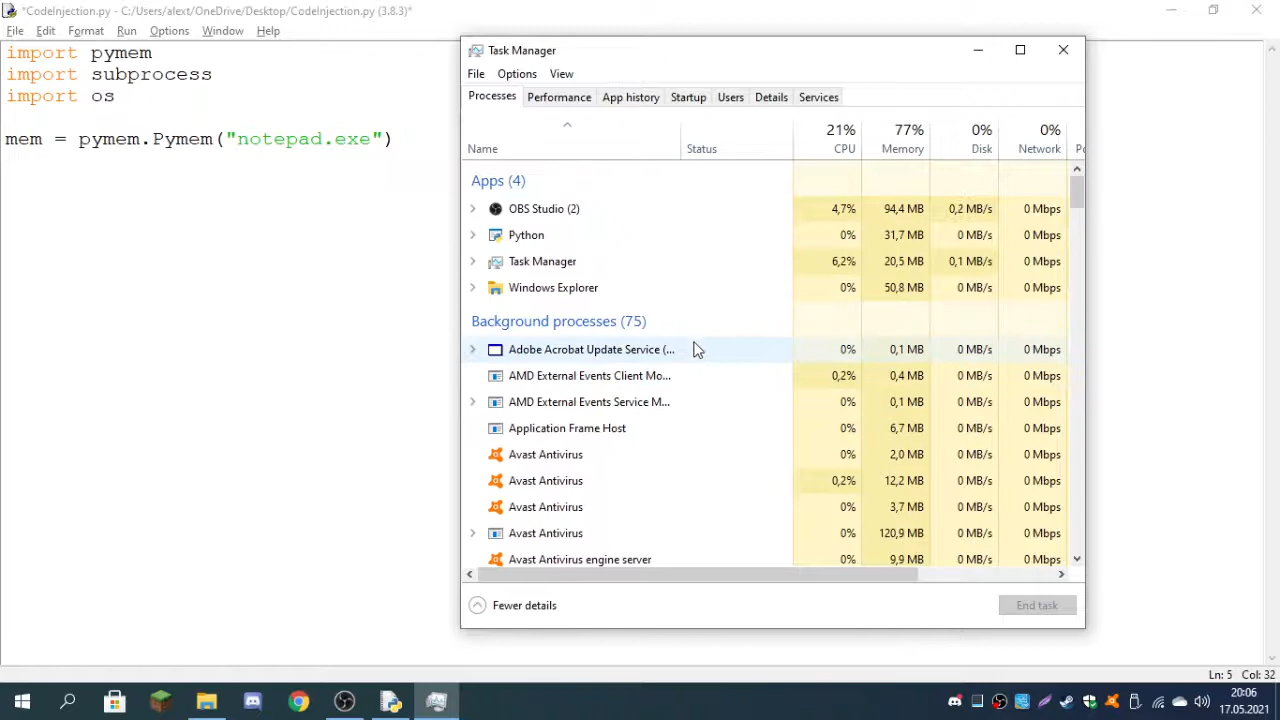 *CodeInjection.py - C:/Users/alext/OneDrive/Desktop/CodeInjection.py (3.8.3)*
File Edit Format Run Options Window Help
import pymem
import subprocess
import os
mem = pymem.Pymem("notepad.exe")
Task Manager
File Options View
Processes Performance App history Startup Users Details Services
21% 77% 0% 0%
Name Status CPU Memory Disk Network Po
Apps (4)
OBS Studio (2) 4,7% 94,4 MB 0,2 MB/s 0 Mbps
Python 0% 31,7 MB 0 MB/s 0 Mbps
Task Manager 6,2% 20,5 MB 0,1 MB/s 0 Mbps
Windows Explorer 0% 50,8 MB 0 MB/s 0 Mbps
Background processes (75)
Adobe Acrobat Update Service (... 0% 0,1 MB 0 MB/s 0 Mbps
AMD External Events Client Mo... 0,2% 0,4 MB 0 MB/s 0 Mbps
AMD External Events Service M... 0% 0,1 MB 0 MB/s 0 Mbps
Application Frame Host 0% 6,7 MB 0 MB/s 0 Mbps
Avast Antivirus 0% 2,0 MB 0 MB/s 0 Mbps
Avast Antivirus 0,2% 12,2 MB 0 MB/s 0 Mbps
Avast Antivirus 0% 3,7 MB 0 MB/s 0 Mbps
Avast Antivirus 0% 120,9 MB 0 MB/s 0 Mbps
Avast Antivirus engine server 0% 9,9 MB 0 MB/s 0 Mbps
Fewer details End task
Ln: 5 Col: 32
20:06
17.05.2021